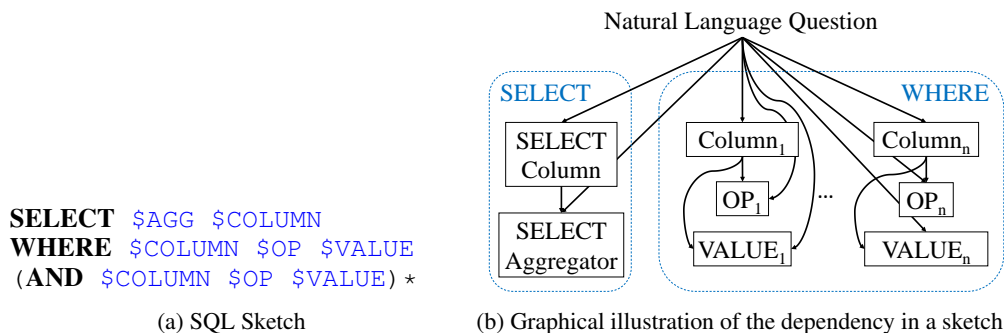 SELECT $AGG $COLUMN
WHERE $COLUMN $OP $VALUE
(AND $COLUMN $OP $VALUE)*
(a) SQL Sketch
Natural Language Question
SELECT
WHERE
SELECT
Column
Column₁
Columnₙ
OP₁
...
OPₙ
SELECT
Aggregator
VALUE₁
VALUEₙ
(b) Graphical illustration of the dependency in a sketch